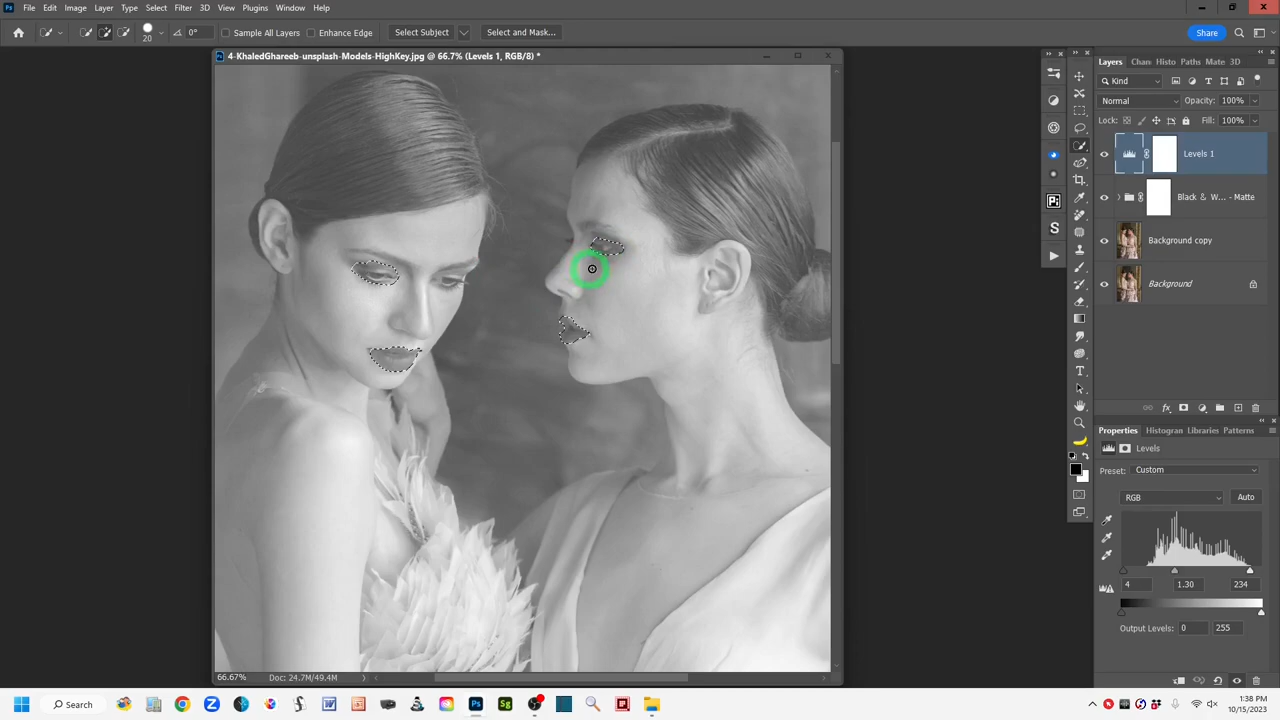 File Edit Image Layer Type Select Filter 3D View Plugins Window Help
20 0° Sample All Layers Enhance Edge Select Subject Select and Mask... Share
4-KhaledGhareeb-unsplash-Models-HighKey.jpg @ 66.7% (Levels 1, RGB/8) *
Layers Chan Histo Paths Mate 3D
Kind
Normal Opacity: 100%
Lock: Fill: 100%
Levels 1
Black & W... - Matte
Background copy
Background
Properties Histogran Libraries Patterns
Levels
Preset: Custom
RGB Auto
4 1.30 234
Output Levels: 0 255
66.67% Doc: 24.7M/49.4M
Search
:38 PM
10/15/2023